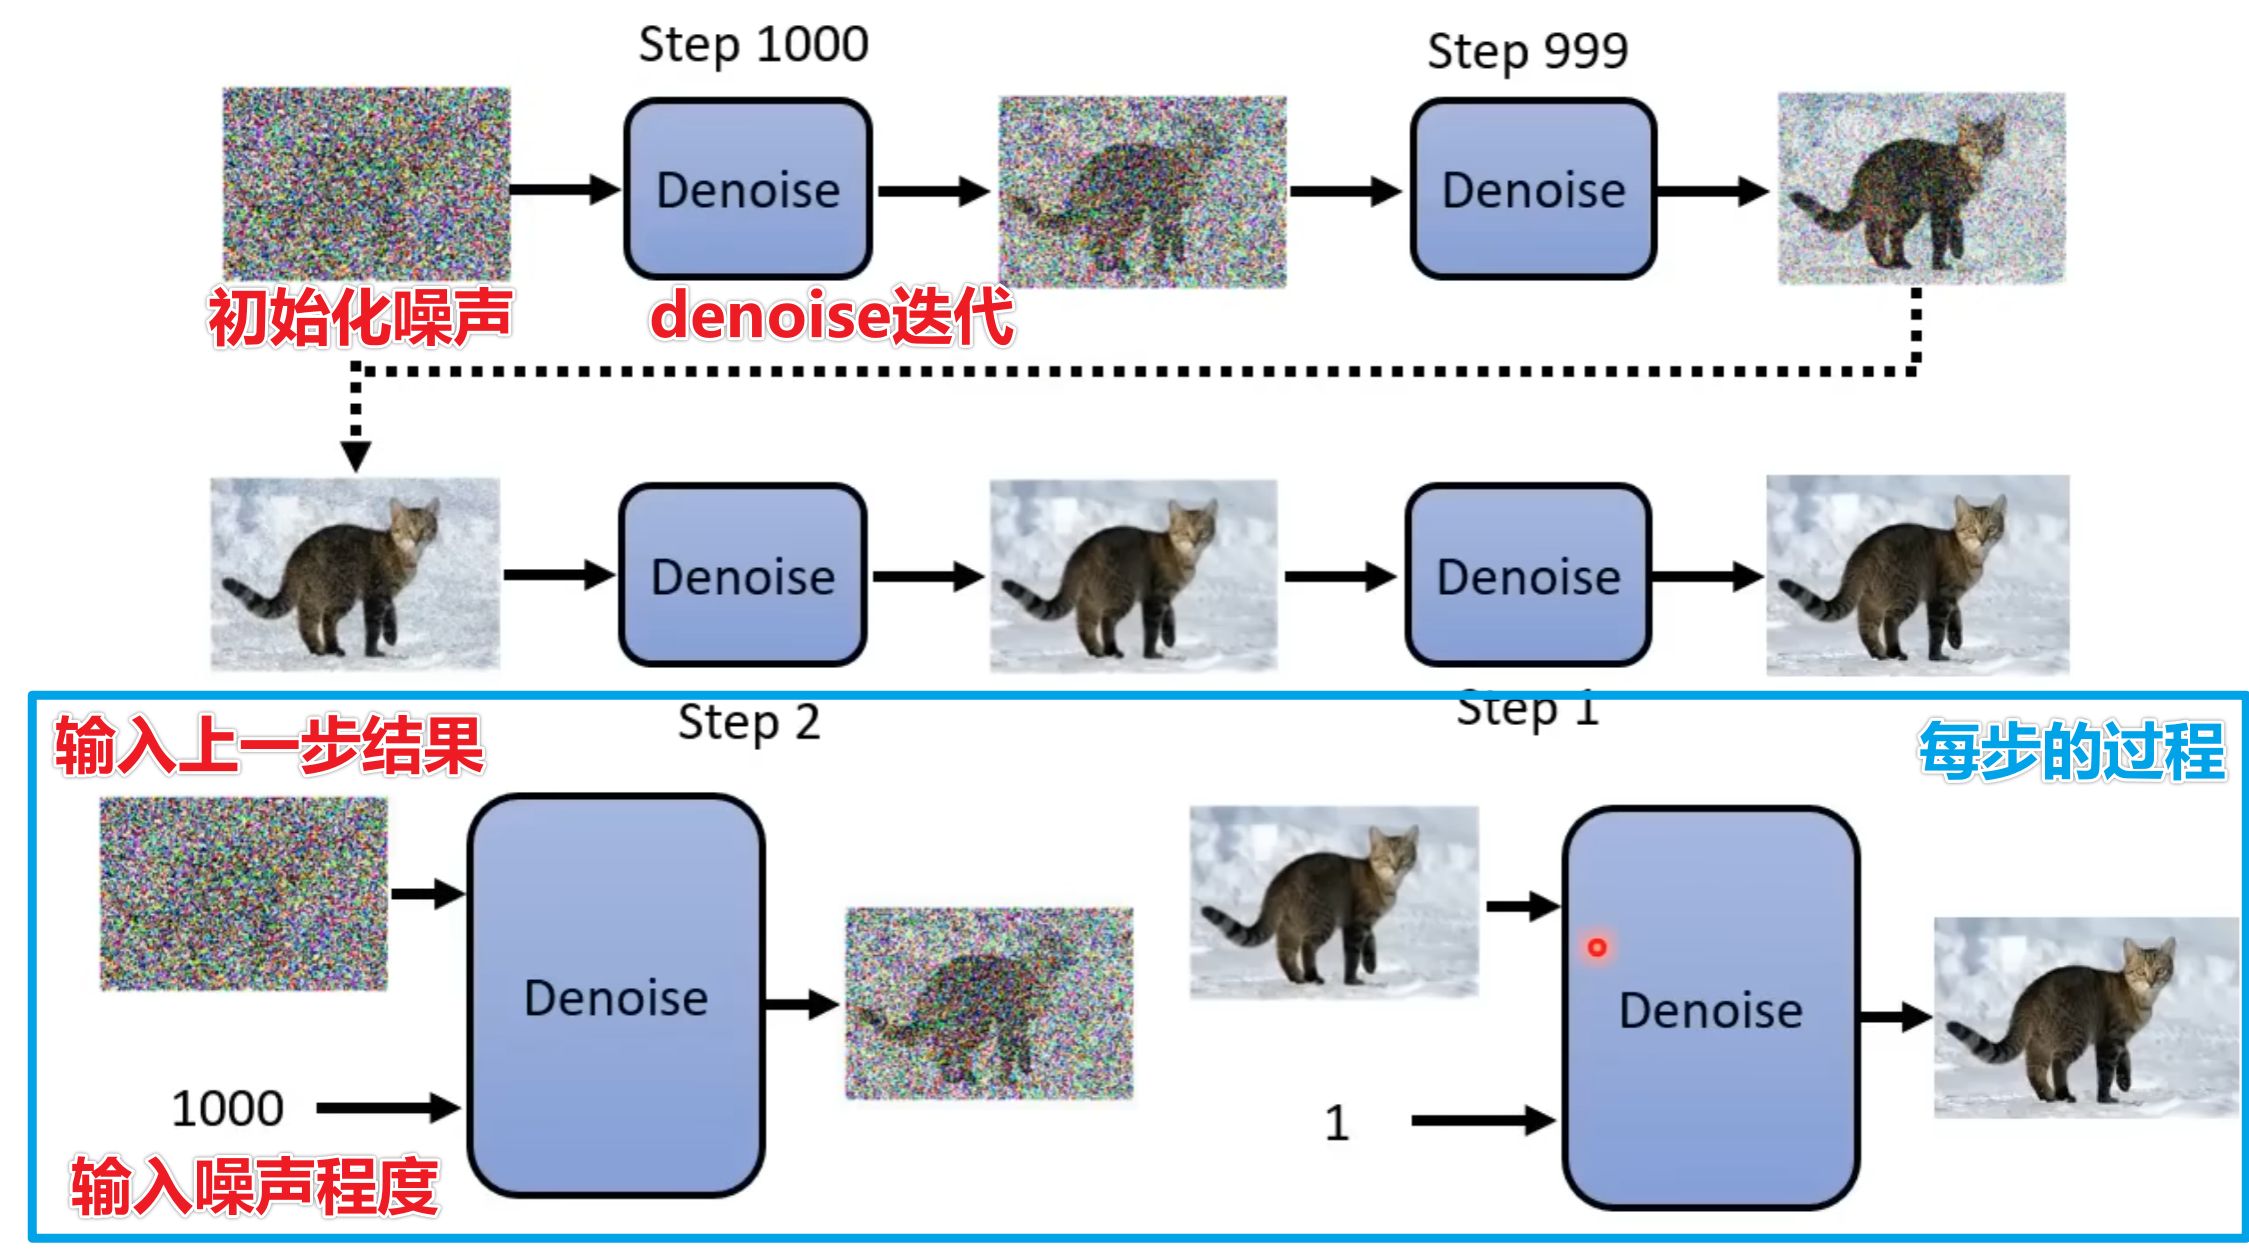 Step 1000
Step 999
Denoise
Denoise
初始化噪声
denoise迭代
Denoise
Denoise
Step 2
Step 1
输入上一步结果
每步的过程
Denoise
Denoise
1000
1
输入噪声程度